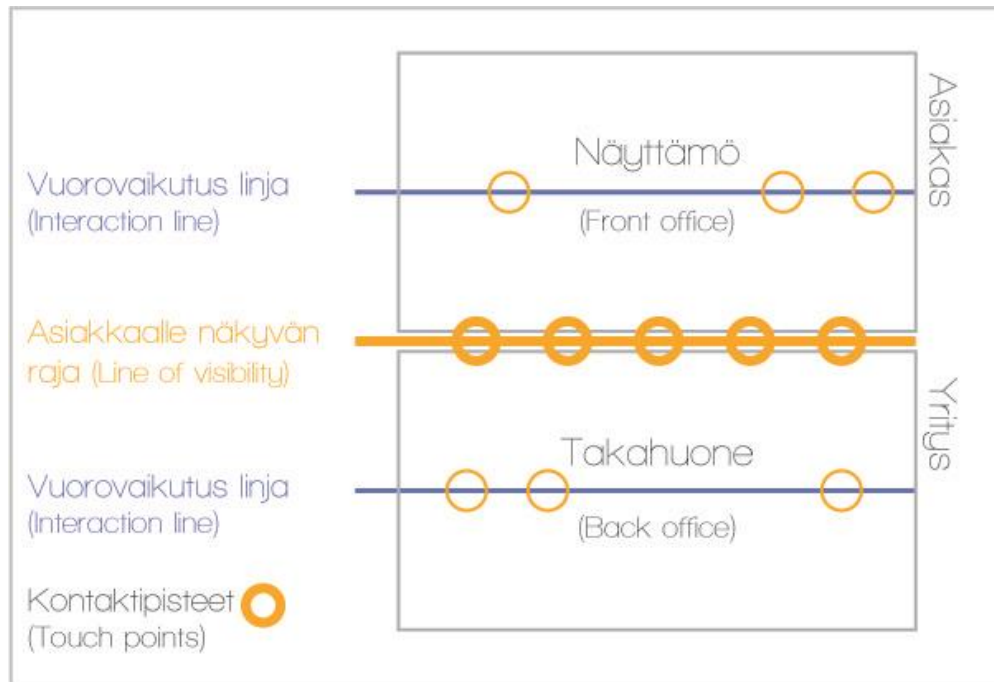 Näyttämö
Asiakas
Vuorovaikutus linja
(Interaction line)
(Front office)
Asiakkaalle näkyvän
raja (Line of visibility)
Yritys
Takahuone
Vuorovaikutus linja
(Interaction line)
(Back office)
Kontaktipisteet
(Touch points)